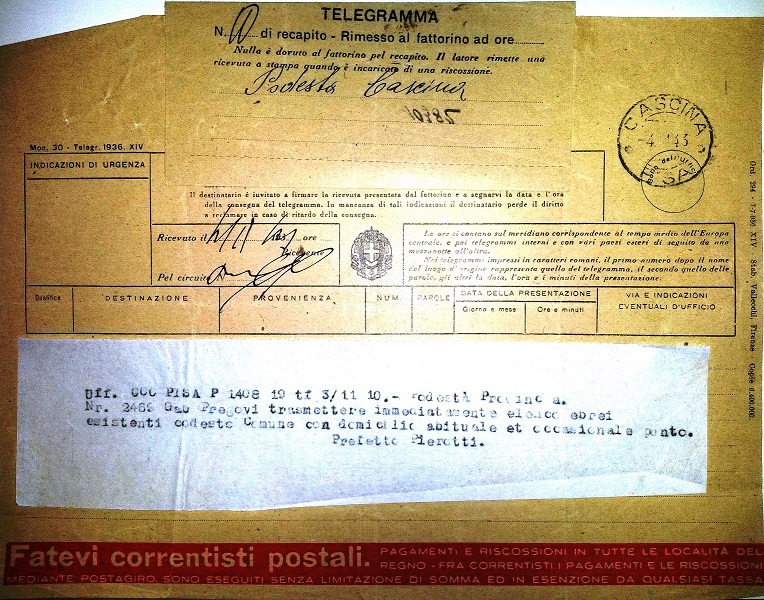 TELEGRAMMA
N. di recapito - Rimesso al fattorino ad ore
Nulla è dovuto al fattorino pel recapito. Il latore rimette una
ricevuta a stampa quando è incaricato di una riscossione.
Podestà Cascina
CASCINA
4 43
Mod. 30 - Telegr. 1936. XIV
INDICAZIONI DI URGENZA
Il destinatario è invitato a firmare la ricevuta presentata dal fattorino e a segnarvi la data e l'ora
della consegna del telegramma. In mancanza di tali indicazioni il destinatario perde il diritto
a reclamare in caso di ritardo della consegna.
Ricevuto il ore
Pel circuito N.
Ricevente
Le ore si contano sul meridiano corrispondente al tempo medio dell'Europa
centrale, e pei telegrammi interni e con vari paesi esteri di seguito da una
mezzanotte all'altra.
Nei telegrammi impressi in caratteri romani, il primo numero dopo il nome
del luogo d'origine rappresenta quello del telegramma, il secondo quello delle
parole, gli altri la data, l'ora e i minuti della presentazione.
Qualifica DESTINAZIONE PROVENIENZA NUM PAROLE DATA DELLA PRESENTAZIONE VIA E INDICAZIONI
Giorno e mese Ore e minuti EVENTUALI D'UFFICIO
Uff. CCC PISA P 1408 19 tf 3/11 10.- Podestà Provincia.
Nr. 2489 Gab Pregovi trasmettere immediatamente elenco ebrei
esistenti codesto Comune con domicilio abituale et occasionale punto.
Prefetto Pierotti.
Fatevi correntisti postali.
PAGAMENTI E RISCOSSIONI IN TUTTE LE LOCALITÀ DEL
REGNO - FRA CORRENTISTI I PAGAMENTI E LE RISCOSSIONI
MEDIANTE POSTAGIRO, SONO ESEGUITI SENZA LIMITAZIONE DI SOMMA ED IN ESENZIONE DA QUALSIASI TASSA
Stab. Vallecchi, Firenze - Copie